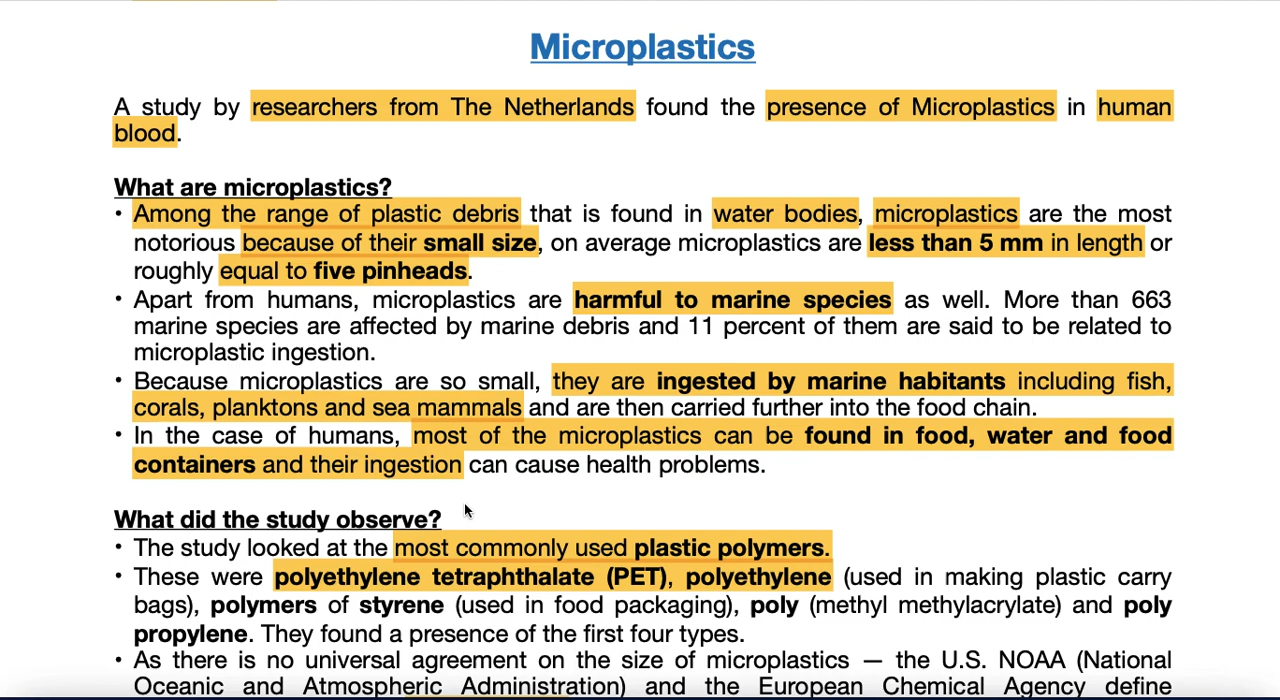 Microplastics
A study by researchers from The Netherlands found the presence of Microplastics in human
blood.
What are microplastics?
• Among the range of plastic debris that is found in water bodies, microplastics are the most
notorious because of their small size, on average microplastics are less than 5 mm in length or
roughly equal to five pinheads.
• Apart from humans, microplastics are harmful to marine species as well. More than 663
marine species are affected by marine debris and 11 percent of them are said to be related to
microplastic ingestion.
• Because microplastics are so small, they are ingested by marine habitants including fish,
corals, planktons and sea mammals and are then carried further into the food chain.
• In the case of humans, most of the microplastics can be found in food, water and food
containers and their ingestion can cause health problems.
What did the study observe?
• The study looked at the most commonly used plastic polymers.
• These were polyethylene tetraphthalate (PET), polyethylene (used in making plastic carry
bags), polymers of styrene (used in food packaging), poly (methyl methylacrylate) and poly
propylene. They found a presence of the first four types.
• As there is no universal agreement on the size of microplastics — the U.S. NOAA (National
Oceanic and Atmospheric Administration) and the European Chemical Agency define